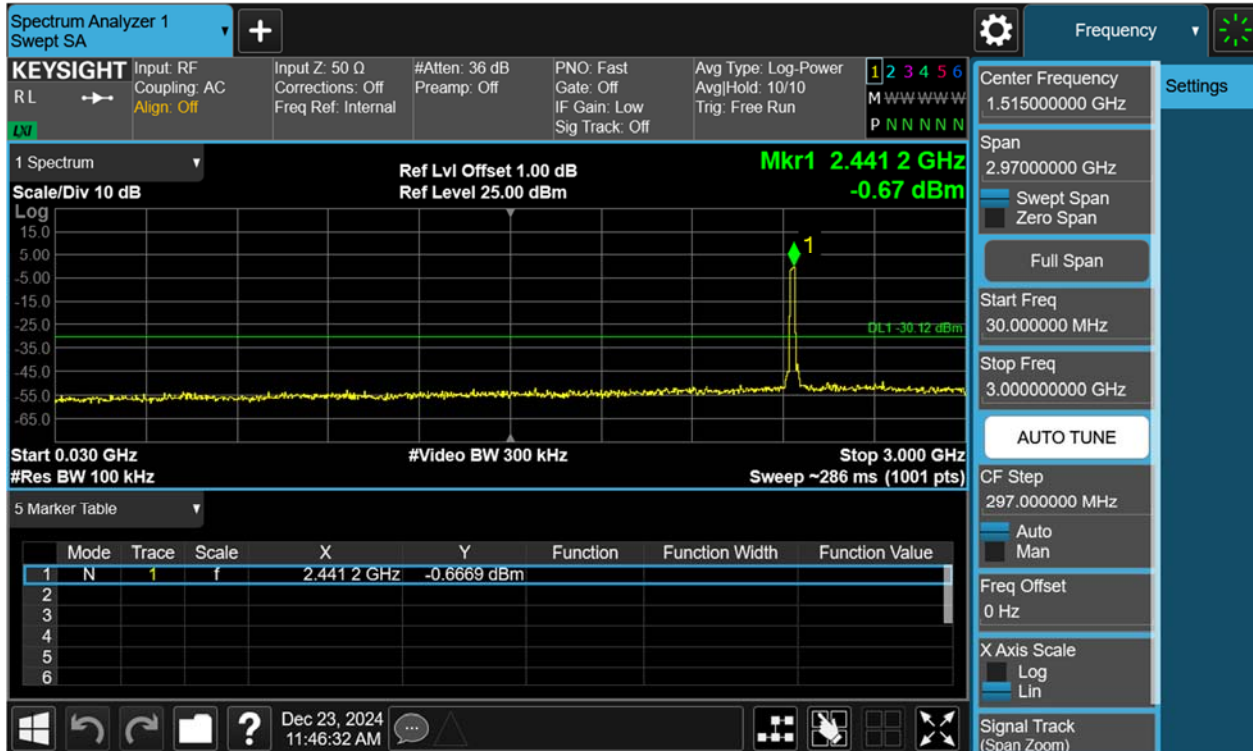 Spectrum Analyzer 1
Swept SA
+
Frequency
KEYSIGHT
RL
LXI
Input: RF
Coupling: AC
Align: Off
Input Z: 50 Ω
Corrections: Off
Freq Ref: Internal
#Atten: 36 dB
Preamp: Off
PNO: Fast
Gate: Off
IF Gain: Low
Sig Track: Off
Avg Type: Log-Power
Avg|Hold: 10/10
Trig: Free Run
1 2 3 4 5 6
M W W W W W
P N N N N N
1 Spectrum
Scale/Div 10 dB
Ref Lvl Offset 1.00 dB
Ref Level 25.00 dBm
Mkr1 2.441 2 GHz
-0.67 dBm
Log
15.0
5.00
-5.00
-15.0
-25.0
-35.0
-45.0
-55.0
-65.0
1
DL1 -30.12 dBm
Start 0.030 GHz
#Video BW 300 kHz
Stop 3.000 GHz
#Res BW 100 kHz
Sweep ~286 ms (1001 pts)
5 Marker Table
Mode Trace Scale X Y Function Function Width Function Value
1 N 1 f 2.441 2 GHz -0.6669 dBm
2
3
4
5
6
Center Frequency
1.515000000 GHz
Span
2.97000000 GHz
Swept Span
Zero Span
Full Span
Start Freq
30.000000 MHz
Stop Freq
3.000000000 GHz
AUTO TUNE
CF Step
297.000000 MHz
Auto
Man
Freq Offset
0 Hz
X Axis Scale
Log
Lin
Signal Track
(Span Zoom)
Settings
?
Dec 23, 2024
11:46:32 AM